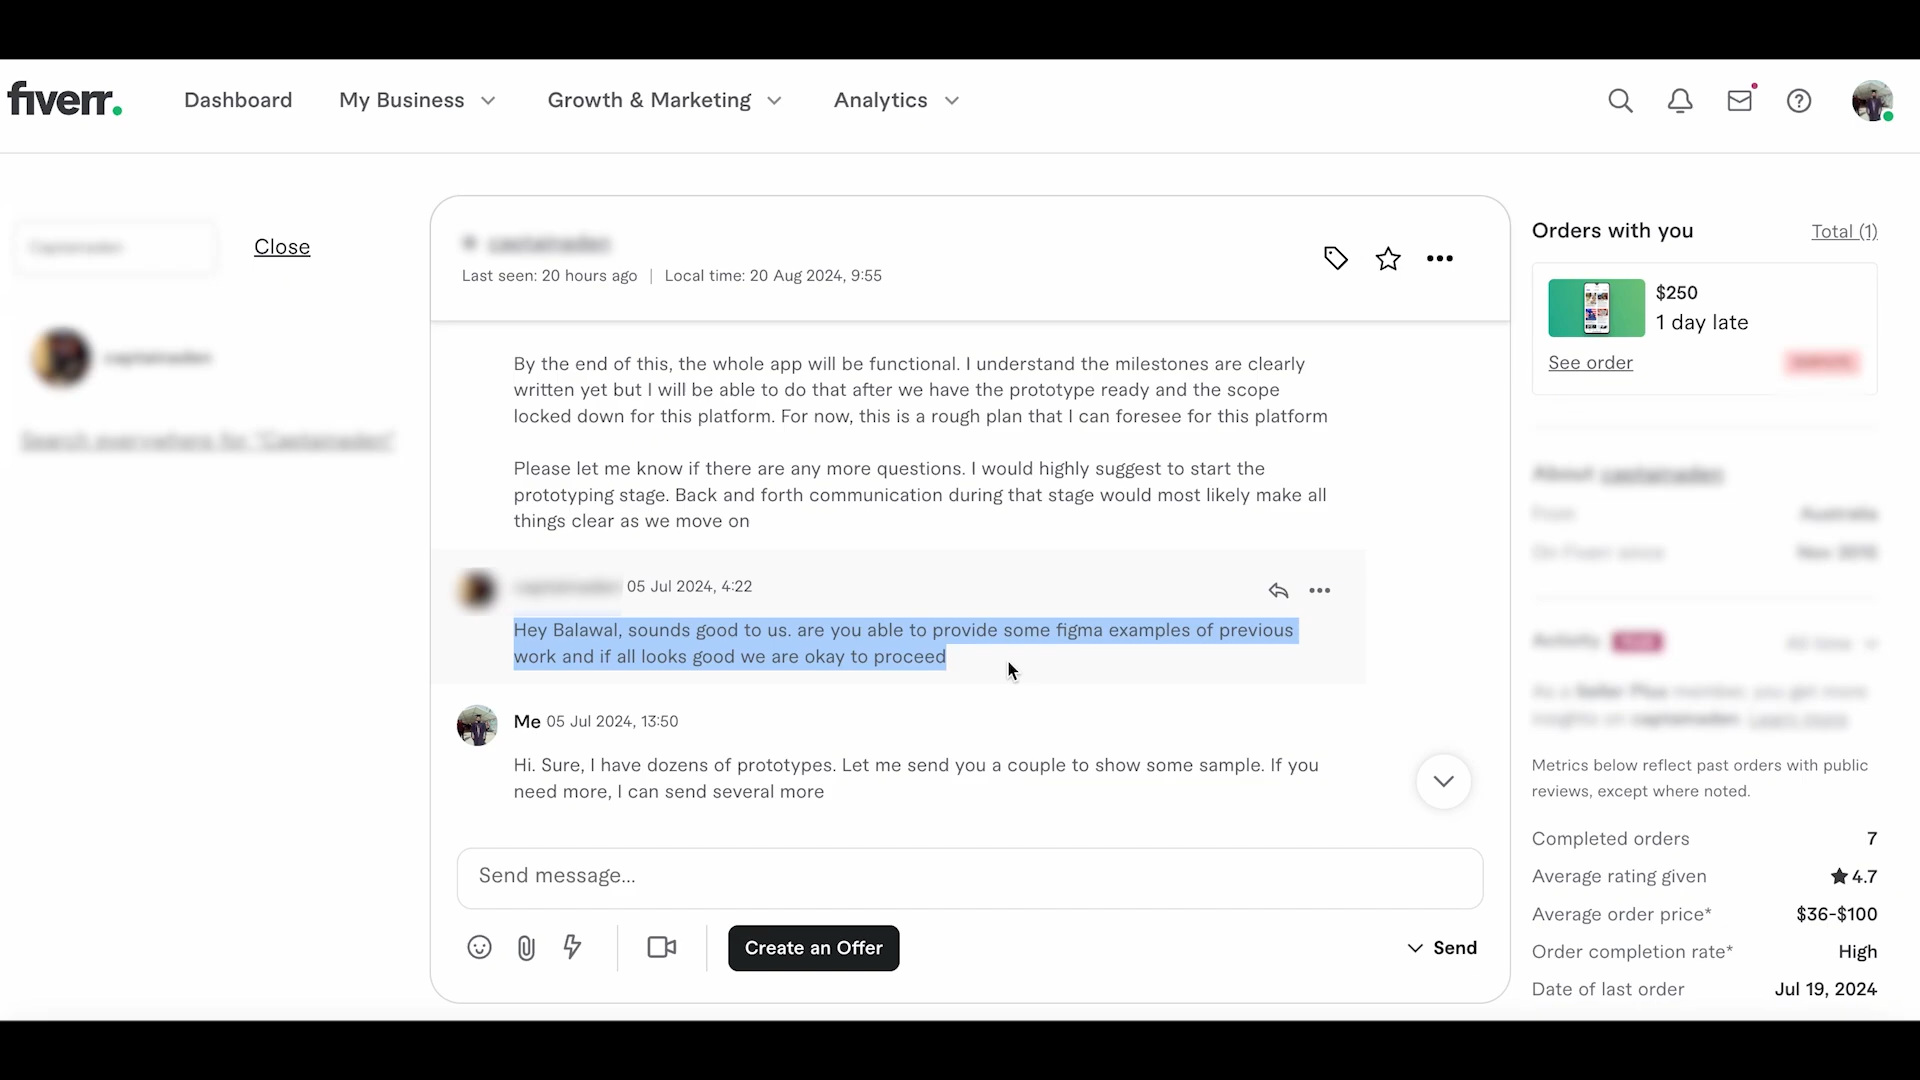 fiverr.
Dashboard
My Business
Growth & Marketing
Analytics
Close
Last seen: 20 hours ago | Local time: 20 Aug 2024, 9:55
By the end of this, the whole app will be functional. I understand the milestones are clearly
written yet but I will be able to do that after we have the prototype ready and the scope
locked down for this platform. For now, this is a rough plan that I can foresee for this platform
Please let me know if there are any more questions. I would highly suggest to start the
prototyping stage. Back and forth communication during that stage would most likely make all
things clear as we move on
05 Jul 2024, 4:22
Hey Balawal, sounds good to us. are you able to provide some figma examples of previous
work and if all looks good we are okay to proceed
Me 05 Jul 2024, 13:50
Hi. Sure, I have dozens of prototypes. Let me send you a couple to show some sample. If you
need more, I can send several more
Send message...
Create an Offer
Send
Orders with you
Total (1)
$250
1 day late
See order
Metrics below reflect past orders with public
reviews, except where noted.
Completed orders 7
Average rating given ★ 4.7
Average order price* $36-$100
Order completion rate* High
Date of last order Jul 19, 2024